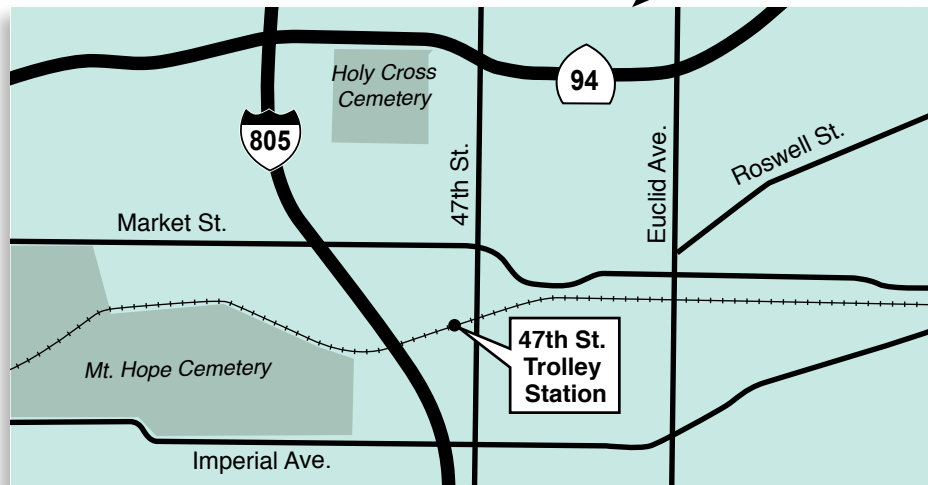 Holy Cross
Cemetery
94
805
47th St.
Euclid Ave.
Roswell St.
Market St.
47th St.
Trolley
Station
Mt. Hope Cemetery
Imperial Ave.